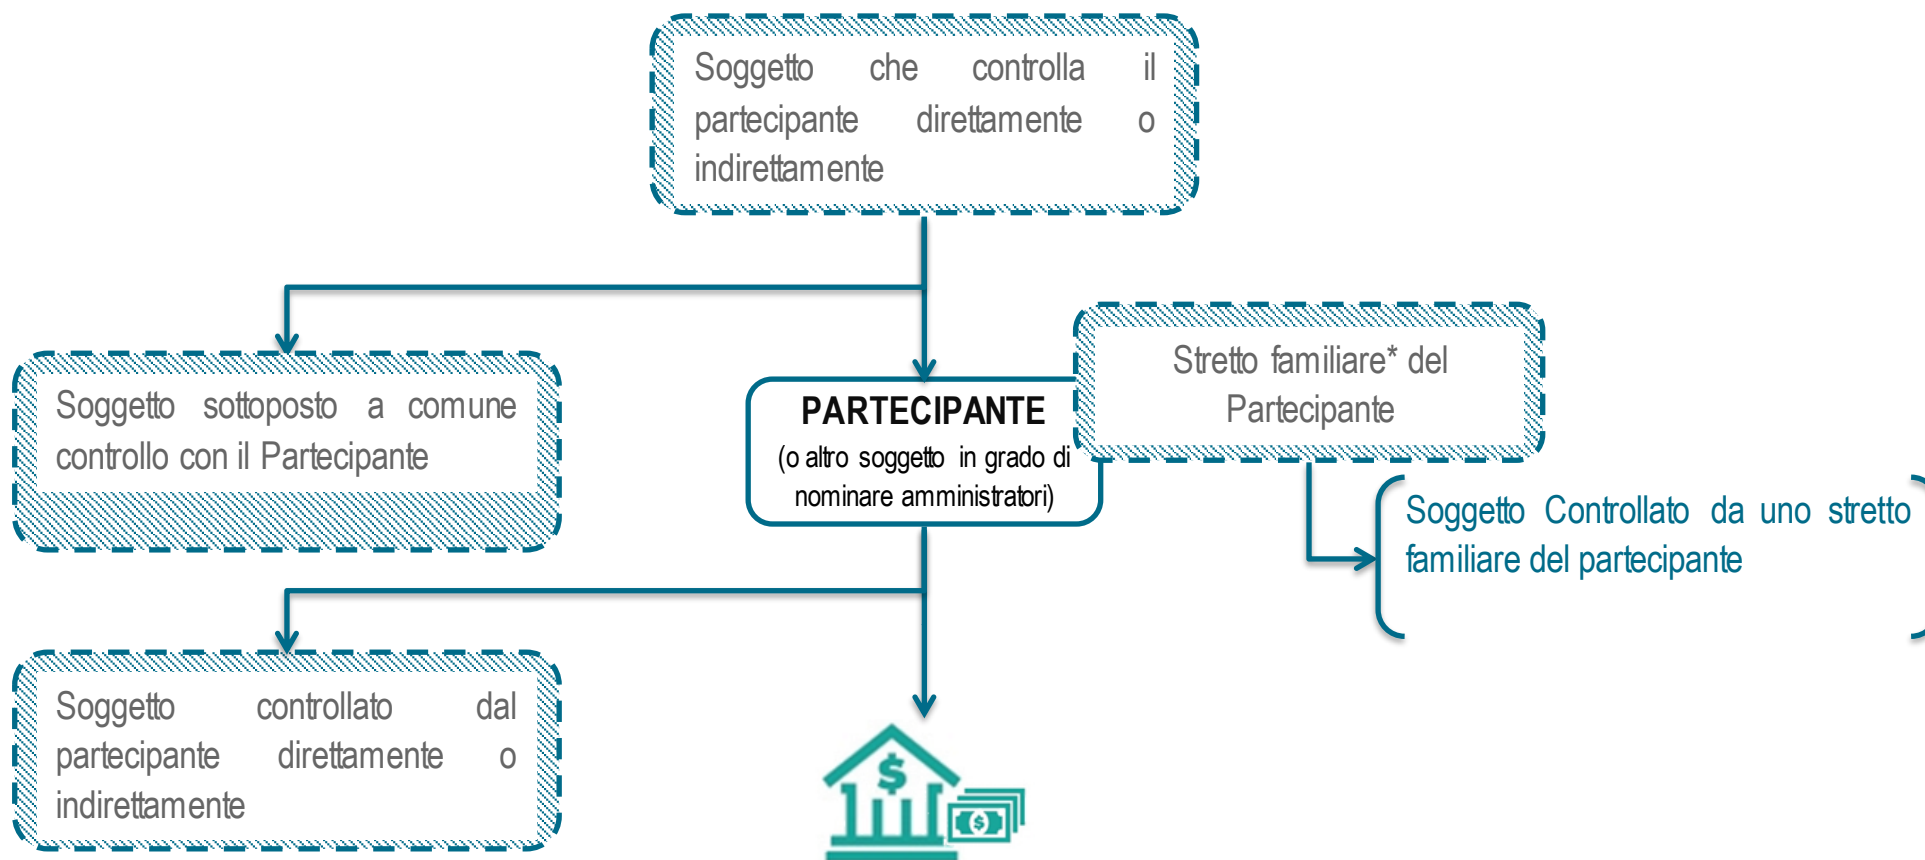 Soggetto che controlla il
partecipante direttamente o
indirettamente
Soggetto sottoposto a comune
controllo con il Partecipante
PARTECIPANTE
(o altro soggetto in grado di
nominare amministratori)
Stretto familiare* del
Partecipante
Soggetto Controllato da uno stretto
familiare del partecipante
Soggetto controllato dal
partecipante direttamente o
indirettamente
$
$